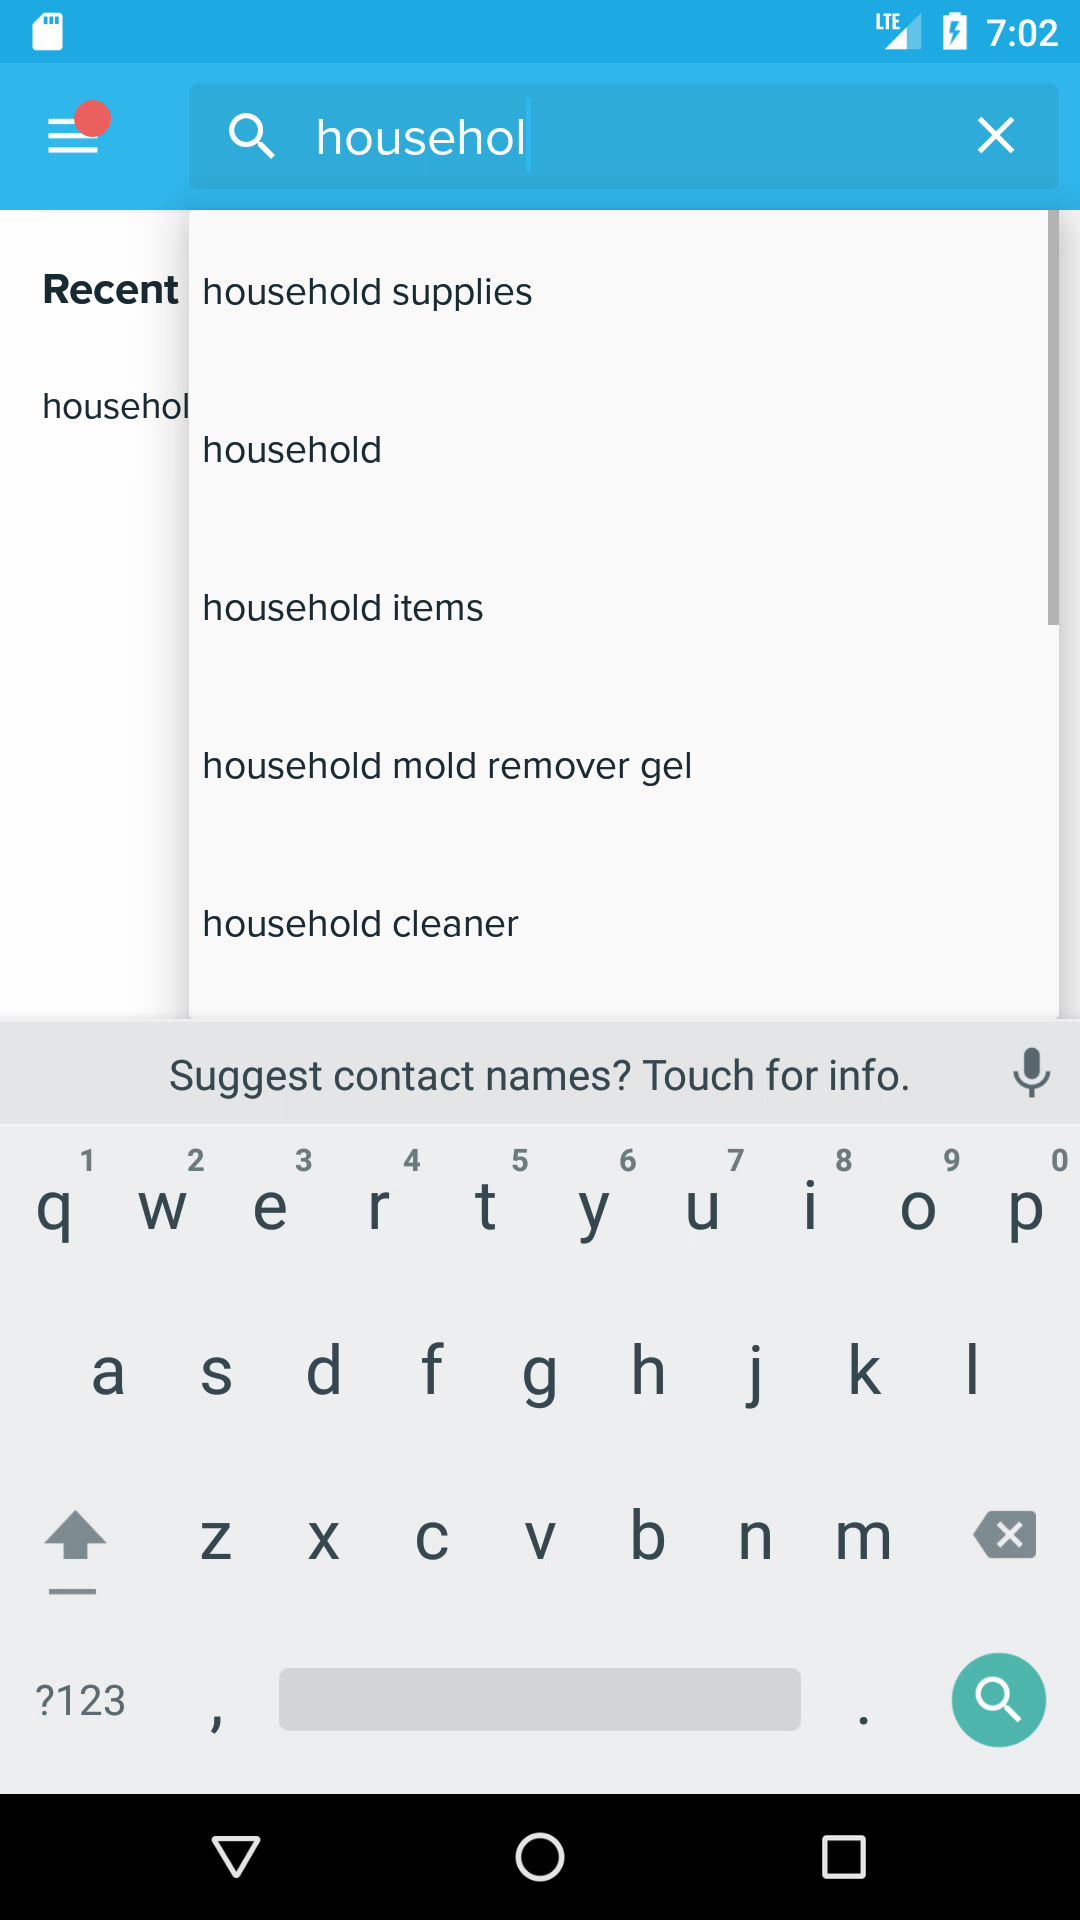 LTE 7:02
househol
Recent
househol
household supplies
household
household items
household mold remover gel
household cleaner
Suggest contact names? Touch for info.
1 2 3 4 5 6 7 8 9 0
q w e r t y u i o p
a s d f g h j k l
z x c v b n m
?123 , .